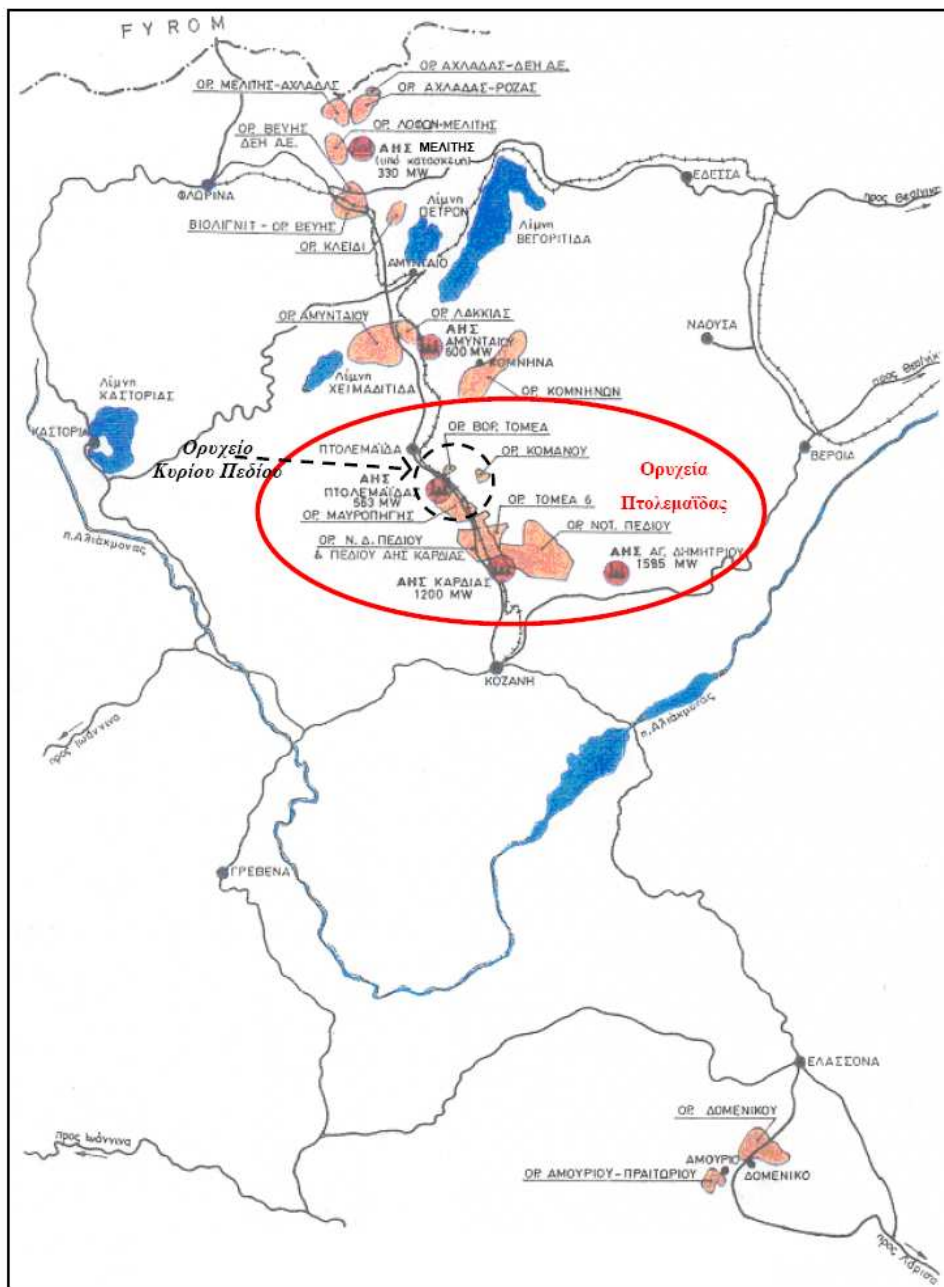 FYROM
ΟΡ. ΑΧΛΑΔΑΣ-ΔΕΗ Α.Ε.
ΟΡ. ΜΕΛΙΤΗΣ-ΑΧΛΑΔΑΣ
ΟΡ. ΑΧΛΑΔΑΣ-ΡΟΖΑΣ
ΟΡ. ΒΕΥΗΣ
ΔΕΗ Α.Ε.
ΟΡ. ΛΟΦΩΝ-ΜΕΛΙΤΗΣ
ΑΗΣ ΜΕΛΙΤΗΣ
(υπό κατασκευή)
330 MW
ΦΛΩΡΙΝΑ
ΕΔΕΣΣΑ
προς Θεσ/νικη
Λίμνη
ΠΕΤΡΩΝ
Λίμνη
ΒΕΓΟΡΙΤΙΔΑ
ΒΙΟΛΙΓΝΙΤ-ΟΡ. ΒΕΥΗΣ
ΟΡ. ΚΛΕΙΔΙ
ΑΜΥΝΤΑΙΟ
ΟΡ. ΑΜΥΝΤΑΙΟΥ
ΟΡ. ΛΑΚΚΙΑΣ
ΑΗΣ
ΑΜΥΝΤΑΙΟΥ
600 MW
ΝΑΟΥΣΑ
ΚΟΜΝΗΝΑ
Λίμνη
ΧΕΙΜΑΔΙΤΙΔΑ
ΟΡ. ΚΟΜΝΗΝΩΝ
προς Θεσ/νίκη
Λίμνη
ΚΑΣΤΟΡΙΑΣ
ΚΑΣΤΟΡΙΑ
Ορυχείο
Κυρίου Πεδίου
ΠΤΟΛΕΜΑΪΔΑ
ΟΡ. ΒΟΡ. ΤΟΜΕΑ
ΟΡ. ΚΟΜΑΝΟΥ
ΒΕΡΟΙΑ
Ορυχεία
Πτολεμαΐδας
ΑΗΣ
ΠΤΟΛΕΜΑΪΔΑΣ
563 MW
ΟΡ. ΜΑΥΡΟΠΗΓΗΣ
ΟΡ. ΤΟΜΕΑ 6
ΟΡ. ΝΟΤ. ΠΕΔΙΟΥ
π. Αλιάκμονας
ΟΡ. Ν.Δ. ΠΕΔΙΟΥ
& ΠΕΔΙΟΥ ΑΗΣ ΚΑΡΔΙΑΣ
ΑΗΣ ΑΓ. ΔΗΜΗΤΡΙΟΥ
1595 MW
ΑΗΣ ΚΑΡΔΙΑΣ
1200 MW
ΚΟΖΑΝΗ
π. Αλιάκμονας
προς Ιωάννινα
ΓΡΕΒΕΝΑ
ΕΛΑΣΣΟΝΑ
ΟΡ. ΔΟΜΕΝΙΚΟΥ
προς Ιωάννινα
ΑΜΟΥΡΙΟ
ΔΟΜΕΝΙΚΟ
ΟΡ. ΑΜΟΥΡΙΟΥ-ΠΡΑΙΤΩΡΙΟΥ
προς Λάρισα